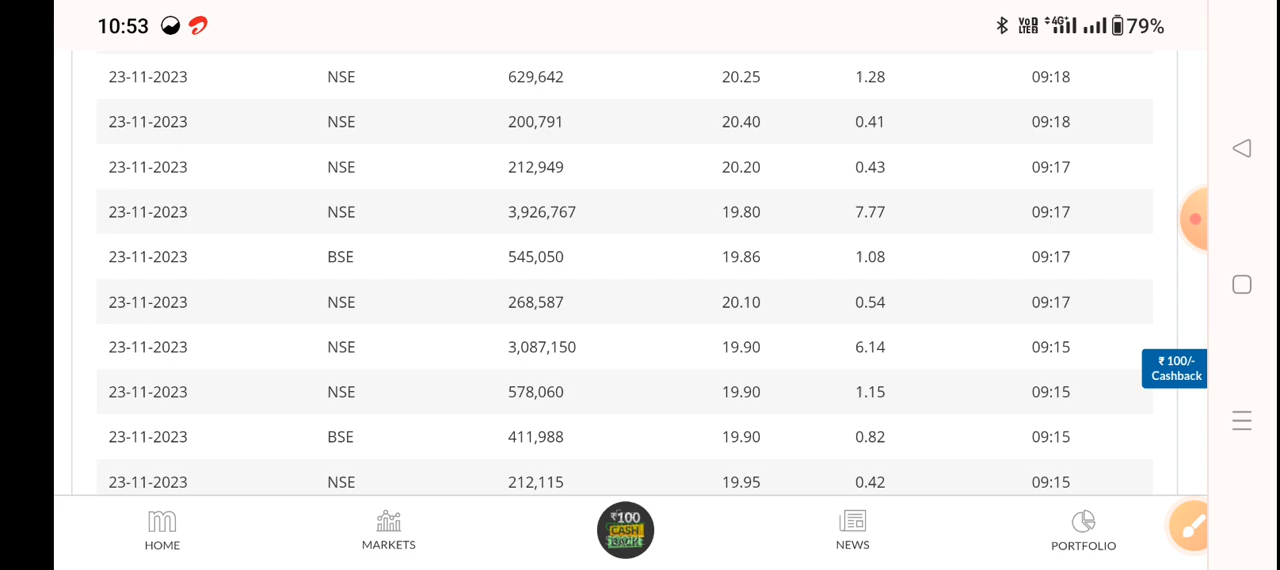 10:53 VoD LTE2 4G+ 79%
23-11-2023 NSE 629,642 20.25 1.28 09:18
23-11-2023 NSE 200,791 20.40 0.41 09:18
23-11-2023 NSE 212,949 20.20 0.43 09:17
23-11-2023 NSE 3,926,767 19.80 7.77 09:17
23-11-2023 BSE 545,050 19.86 1.08 09:17
23-11-2023 NSE 268,587 20.10 0.54 09:17
23-11-2023 NSE 3,087,150 19.90 6.14 09:15
₹ 100/-
Cashback
23-11-2023 NSE 578,060 19.90 1.15 09:15
23-11-2023 BSE 411,988 19.90 0.82 09:15
23-11-2023 NSE 212,115 19.95 0.42 09:15
₹100
CASH
BACK
HOME MARKETS NEWS PORTFOLIO